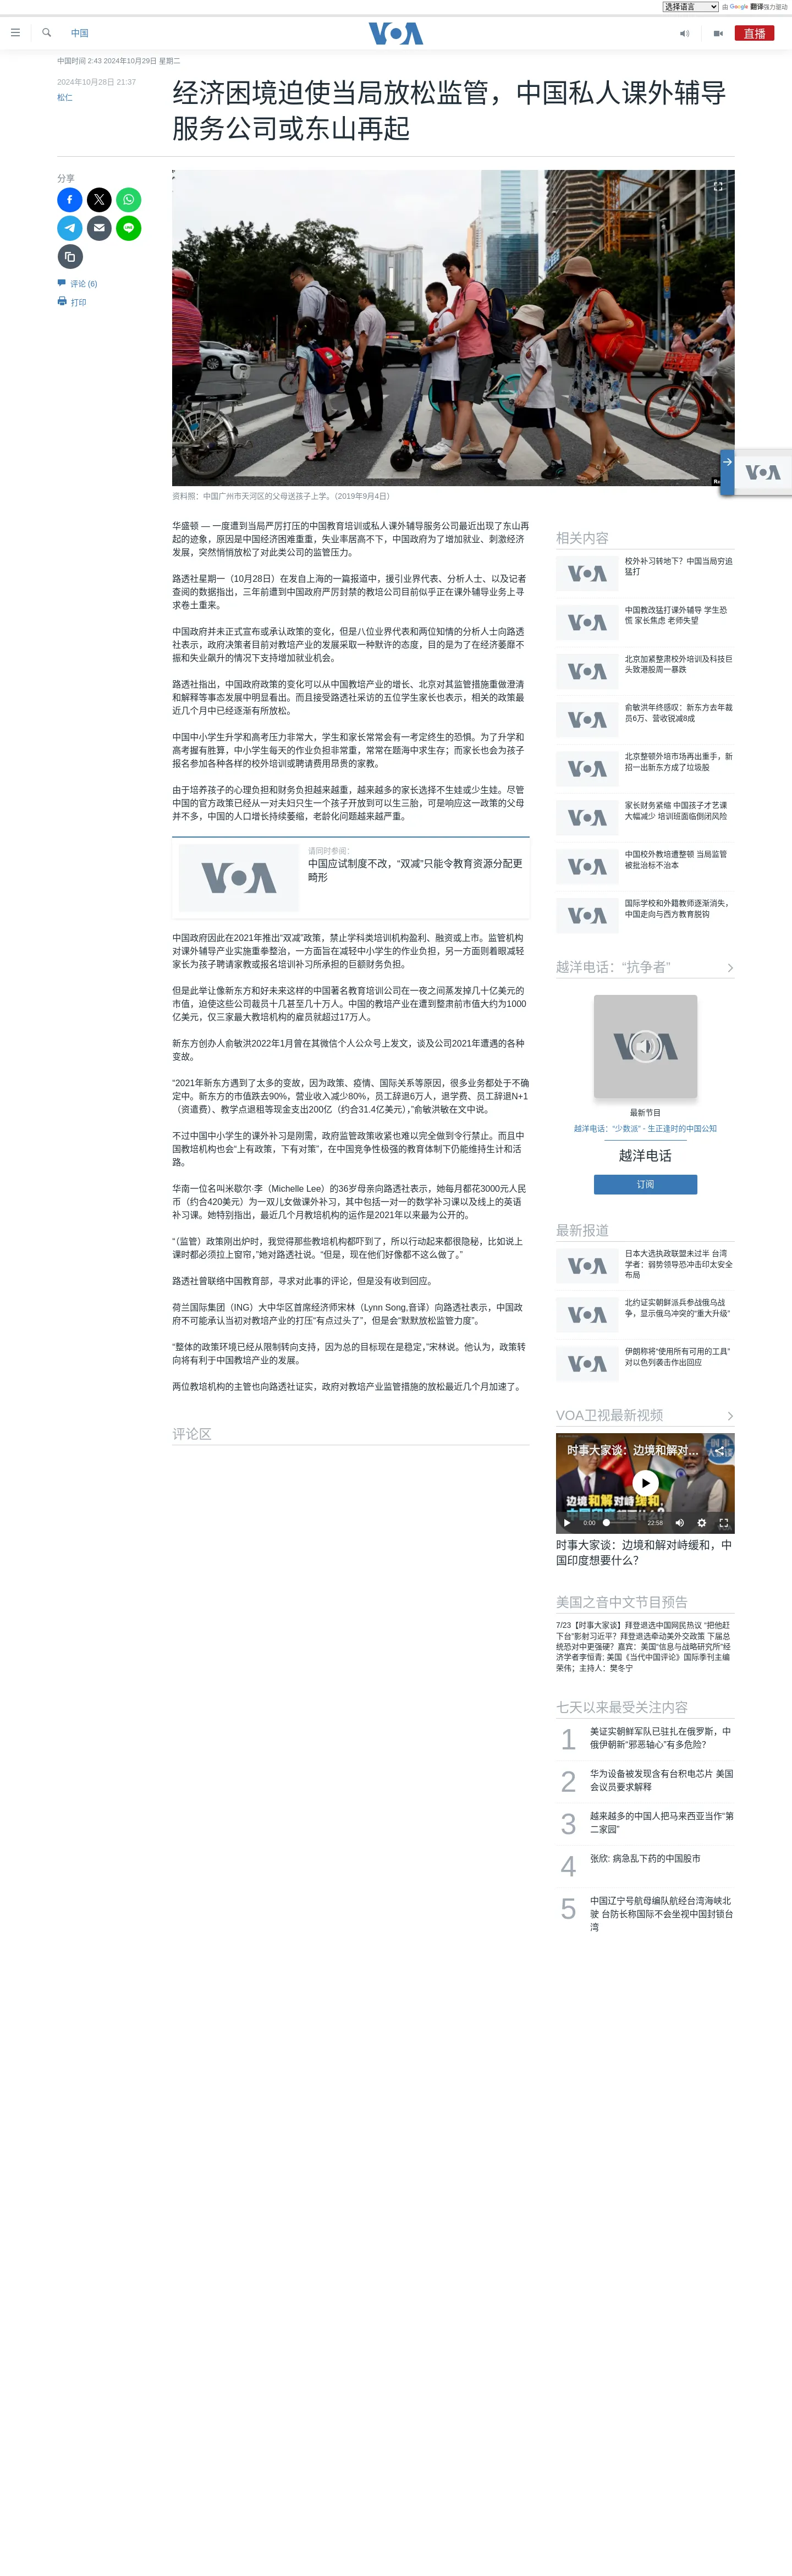 选择语言 由 Google 翻译强力驱动
中国
VOA
直播
中国时间 2:43 2024年10月29日 星期二
2024年10月28日 21:37
松仁
经济困境迫使当局放松监管，中国私人课外辅导
服务公司或东山再起
分享
评论 (6)
打印
资料照：中国广州市天河区的父母送孩子上学。（2019年9月4日）
华盛顿 — 一度遭到当局严厉打压的中国教育培训或私人课外辅导服务公司最近出现了东山再
起的迹象，原因是中国经济困难重重，失业率居高不下，中国政府为了增加就业、刺激经济
发展，突然悄悄放松了对此类公司的监管压力。
路透社星期一（10月28日）在发自上海的一篇报道中，援引业界代表、分析人士、以及记者
查阅的数据指出，三年前遭到中国政府严厉封禁的教培公司目前似乎正在课外辅导业务上寻
求卷土重来。
中国政府并未正式宣布或承认政策的变化，但是八位业界代表和两位知情的分析人士向路透
社表示，政府决策者目前对教培产业的发展采取一种默许的态度，目的是为了在经济萎靡不
振和失业飙升的情况下支持增加就业机会。
路透社指出，中国政府政策的变化可以从中国教培产业的增长、北京对其监管措施重做澄清
和解释等事态发展中明显看出。而且接受路透社采访的五位学生家长也表示，相关的政策最
近几个月中已经逐渐有所放松。
中国中小学生升学和高考压力非常大，学生和家长常常会有一考定终生的恐惧。为了升学和
高考握有胜算，中小学生每天的作业负担非常重，常常在题海中求生存；而家长也会为孩子
报名参加各种各样的校外培训或聘请费用昂贵的家教。
由于培养孩子的心理负担和财务负担越来越重，越来越多的家长选择不生娃或少生娃。尽管
中国的官方政策已经从一对夫妇只生一个孩子开放到可以生三胎，可是响应这一政策的父母
并不多，中国的人口增长持续萎缩，老龄化问题越来越严重。
VOA
请同时参阅：
中国应试制度不改，“双减”只能令教育资源分配更
畸形
中国政府因此在2021年推出“双减”政策，禁止学科类培训机构盈利、融资或上市。监管机构
对课外辅导产业实施重拳整治，一方面旨在减轻中小学生的作业负担，另一方面则着眼减轻
家长为孩子聘请家教或报名培训补习所承担的巨额财务负担。
但是此举让像新东方和好未来这样的中国著名教育培训公司在一夜之间蒸发掉几十亿美元的
市值，迫使这些公司裁员十几甚至几十万人。中国的教培产业在遭到整肃前市值大约为1000
亿美元，仅三家最大教培机构的雇员就超过17万人。
新东方创办人俞敏洪2022年1月曾在其微信个人公众号上发文，谈及公司2021年遭遇的各种
变故。
“2021年新东方遇到了太多的变故，因为政策、疫情、国际关系等原因，很多业务都处于不确
定中。新东方的市值跌去90%，营业收入减少80%，员工辞退6万人，退学费、员工辞退N+1
（资遣费）、教学点退租等现金支出200亿（约合31.4亿美元），”俞敏洪敏在文中说。
不过中国中小学生的课外补习是刚需，政府监管政策收紧也难以完全做到令行禁止。而且中
国教培机构也会“上有政策，下有对策”，在中国竞争性极强的教育体制下仍能维持生计和活
路。
华南一位名叫米歇尔·李（Michelle Lee）的36岁母亲向路透社表示，她每月都花3000元人民
币（约合420美元）为一双儿女做课外补习，其中包括一对一的数学补习课以及线上的英语
补习课。她特别指出，最近几个月教培机构的运作是2021年以来最为公开的。
“（监管）政策刚出炉时，我觉得那些教培机构都吓到了，所以行动起来都很隐秘，比如说上
课时都必须拉上窗帘，”她对路透社说。“但是，现在他们好像都不这么做了。”
路透社曾联络中国教育部，寻求对此事的评论，但是没有收到回应。
荷兰国际集团（ING）大中华区首席经济师宋林（Lynn Song,音译）向路透社表示，中国政
府不可能承认当初对教培产业的打压“有点过头了”，但是会“默默放松监管力度”。
“整体的政策环境已经从限制转向支持，因为总的目标现在是稳定，”宋林说。他认为，政策转
向将有利于中国教培产业的发展。
两位教培机构的主管也向路透社证实，政府对教培产业监管措施的放松最近几个月加速了。
评论区
VOA
相关内容
VOA
校外补习转地下？中国当局穷追
猛打
VOA
中国教改猛打课外辅导 学生恐
慌 家长焦虑 老师失望
VOA
北京加紧整肃校外培训及科技巨
头致港股周一暴跌
VOA
俞敏洪年终感叹：新东方去年裁
员6万、营收锐减8成
VOA
北京整顿外培市场再出重手，新
招一出新东方成了垃圾股
VOA
家长财务紧缩 中国孩子才艺课
大幅减少 培训班面临倒闭风险
VOA
中国校外教培遭整顿 当局监管
被批治标不治本
VOA
国际学校和外籍教师逐渐消失，
中国走向与西方教育脱钩
越洋电话：“抗争者”
VOA
最新节目
越洋电话：“少数派” - 生正逢时的中国公知
越洋电话
订阅
最新报道
VOA
日本大选执政联盟未过半 台湾
学者：弱势领导恐冲击印太安全
布局
VOA
北约证实朝鲜派兵参战俄乌战
争，显示俄乌冲突的“重大升级”
VOA
伊朗称将“使用所有可用的工具”
对以色列袭击作出回应
VOA卫视最新视频
时事大家谈：边境和解对...
时事
大家谈
边境和解对峙缓和，
中国印度想要什么？
0:00
22:58
时事大家谈：边境和解对峙缓和，中
国印度想要什么？
美国之音中文节目预告
7/23【时事大家谈】拜登退选中国网民热议 “把他赶
下台”影射习近平？拜登退选牵动美外交政策 下届总
统恐对中更强硬？嘉宾：美国“信息与战略研究所”经
济学者李恒青; 美国《当代中国评论》国际季刊主编
荣伟；主持人：樊冬宁
七天以来最受关注内容
1
美证实朝鲜军队已驻扎在俄罗斯，中
俄伊朝新“邪恶轴心”有多危险？
2
华为设备被发现含有台积电芯片 美国
会议员要求解释
3
越来越多的中国人把马来西亚当作“第
二家园”
4
张欣: 病急乱下药的中国股市
5
中国辽宁号航母编队航经台湾海峡北
驶 台防长称国际不会坐视中国封锁台
湾